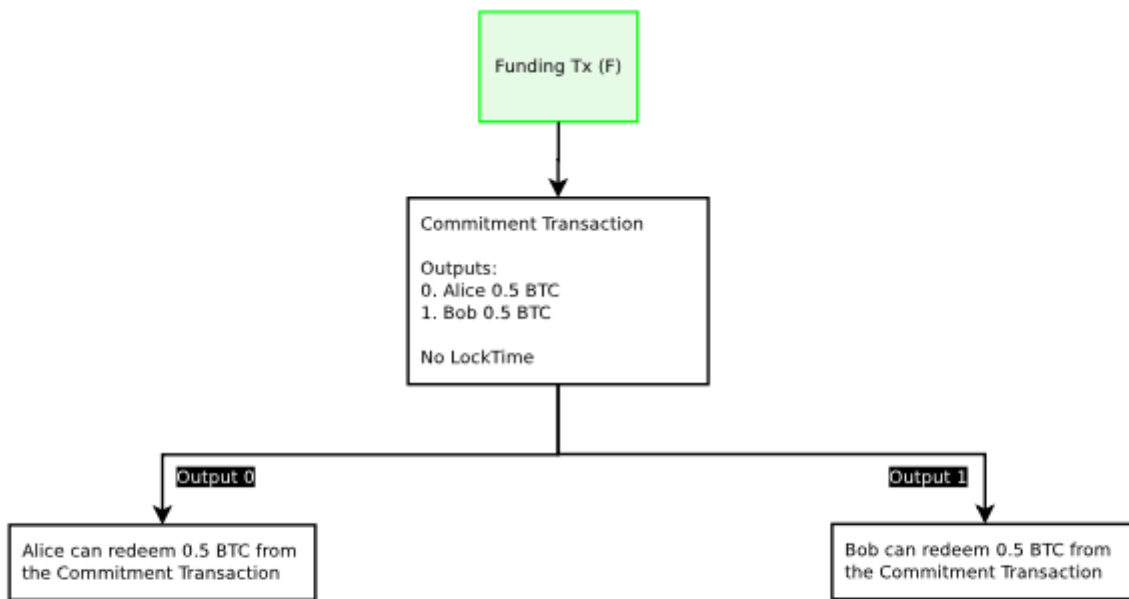 Funding Tx (F)
Commitment Transaction
Outputs:
0. Alice 0.5 BTC
1. Bob 0.5 BTC
No LockTime
Output 0
Output 1
Alice can redeem 0.5 BTC from
the Commitment Transaction
Bob can redeem 0.5 BTC from
the Commitment Transaction